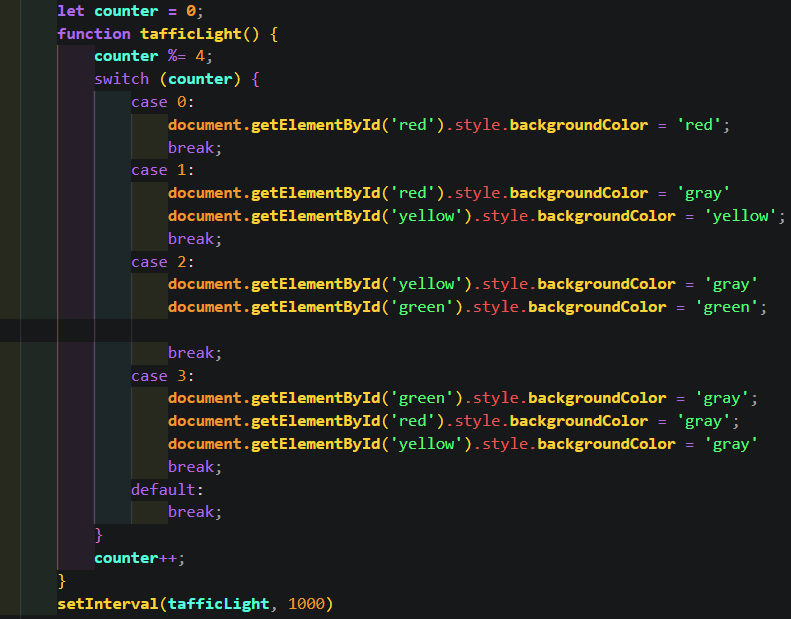 let counter = 0;
function tafficLight() {
counter %= 4;
switch (counter) {
case 0:
document.getElementById('red').style.backgroundColor = 'red';
break;
case 1:
document.getElementById('red').style.backgroundColor = 'gray'
document.getElementById('yellow').style.backgroundColor = 'yellow';
break;
case 2:
document.getElementById('yellow').style.backgroundColor = 'gray'
document.getElementById('green').style.backgroundColor = 'green';
break;
case 3:
document.getElementById('green').style.backgroundColor = 'gray';
document.getElementById('red').style.backgroundColor = 'gray';
document.getElementById('yellow').style.backgroundColor = 'gray'
break;
default:
break;
}
counter++;
}
setInterval(tafficLight, 1000)